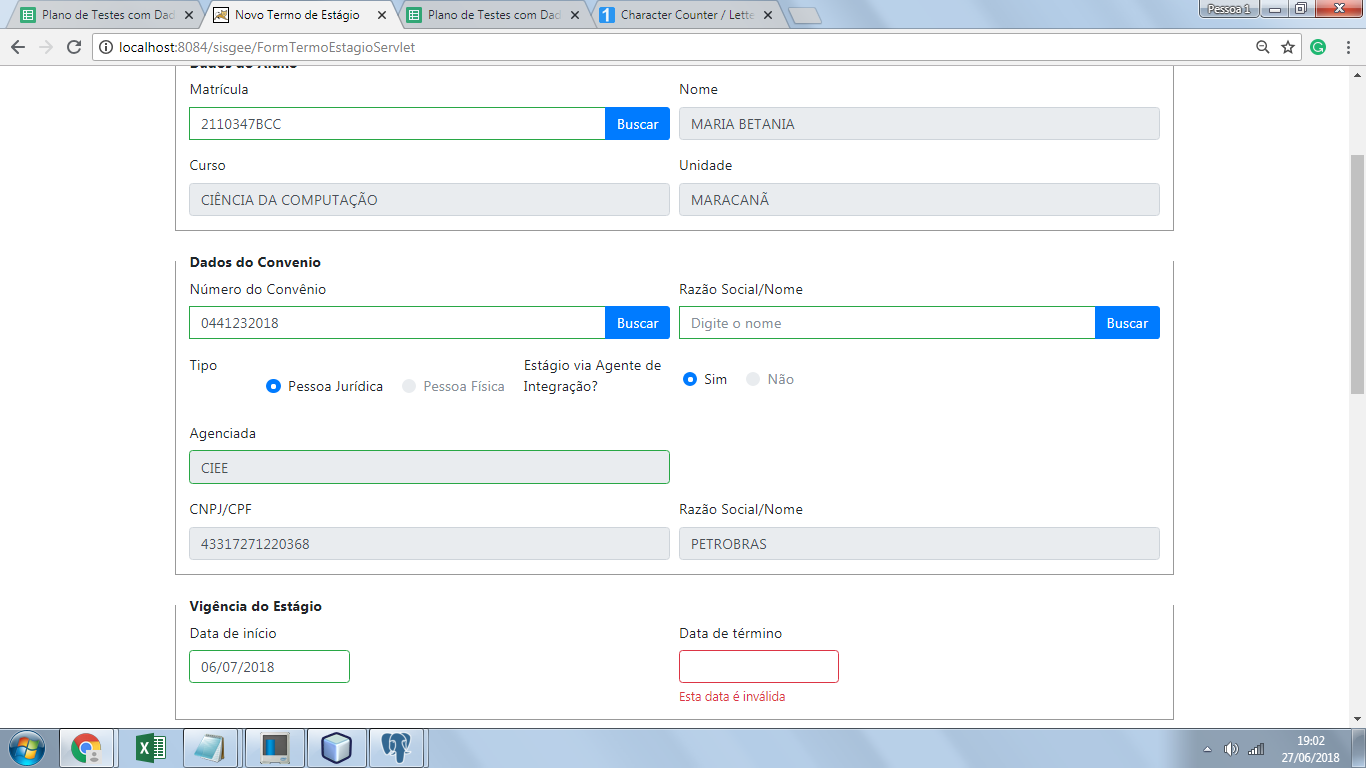 Plano de Testes com Dad
Novo Termo de Estágio
Plano de Testes com Dad
Character Counter / Lette
Pessoa 1
localhost:8084/sisgee/FormTermoEstagioServlet
Dados do Aluno
Matrícula Nome
2110347BCC Buscar MARIA BETANIA
Curso Unidade
CIÊNCIA DA COMPUTAÇÃO MARACANÃ
Dados do Convenio
Número do Convênio Razão Social/Nome
0441232018 Buscar Digite o nome Buscar
Tipo Pessoa Jurídica Pessoa Física Estágio via Agente de
Integração? Sim Não
Agenciada
CIEE
CNPJ/CPF Razão Social/Nome
43317271220368 PETROBRAS
Vigência do Estágio
Data de início Data de término
06/07/2018
Esta data é inválida
19:02
27/06/2018